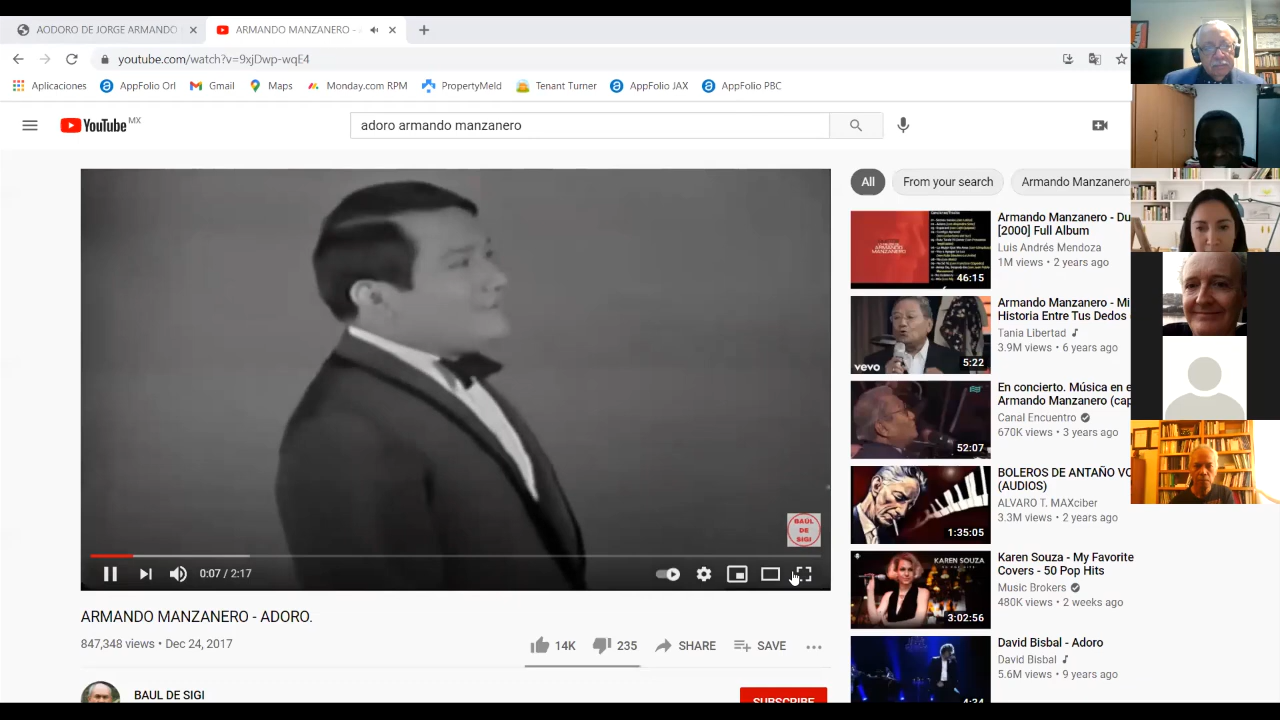 AODORO DE JORGE ARMANDO
ARMANDO MANZANERO -
youtube.com/watch?v=9xjDwp-wqE4
Aplicaciones
AppFolio Orl
Gmail
Maps
Monday.com RPM
PropertyMeld
Tenant Turner
AppFolio JAX
AppFolio PBC
YouTube MX
adoro armando manzanero
BAÚL
DE
SIGI
0:07 / 2:17
ARMANDO MANZANERO - ADORO.
847,348 views • Dec 24, 2017
14K
235
SHARE
SAVE
BAUL DE SIGI
SUBSCRIBE
All
From your search
Armando Manzanero
46:15
Armando Manzanero - Du
[2000] Full Album
Luis Andrés Mendoza
1M views • 2 years ago
vevo
5:22
Armando Manzanero - Mi
Historia Entre Tus Dedos (
Tania Libertad
3.9M views • 6 years ago
52:07
En concierto. Música en e
Armando Manzanero (cap
Canal Encuentro
670K views • 3 years ago
1:35:05
BOLEROS DE ANTAÑO VO
(AUDIOS)
ALVARO T. MAXciber
3.3M views • 2 years ago
KAREN SOUZA
3:02:56
Karen Souza - My Favorite
Covers - 50 Pop Hits
Music Brokers
480K views • 2 weeks ago
4:34
David Bisbal - Adoro
David Bisbal
5.6M views • 9 years ago